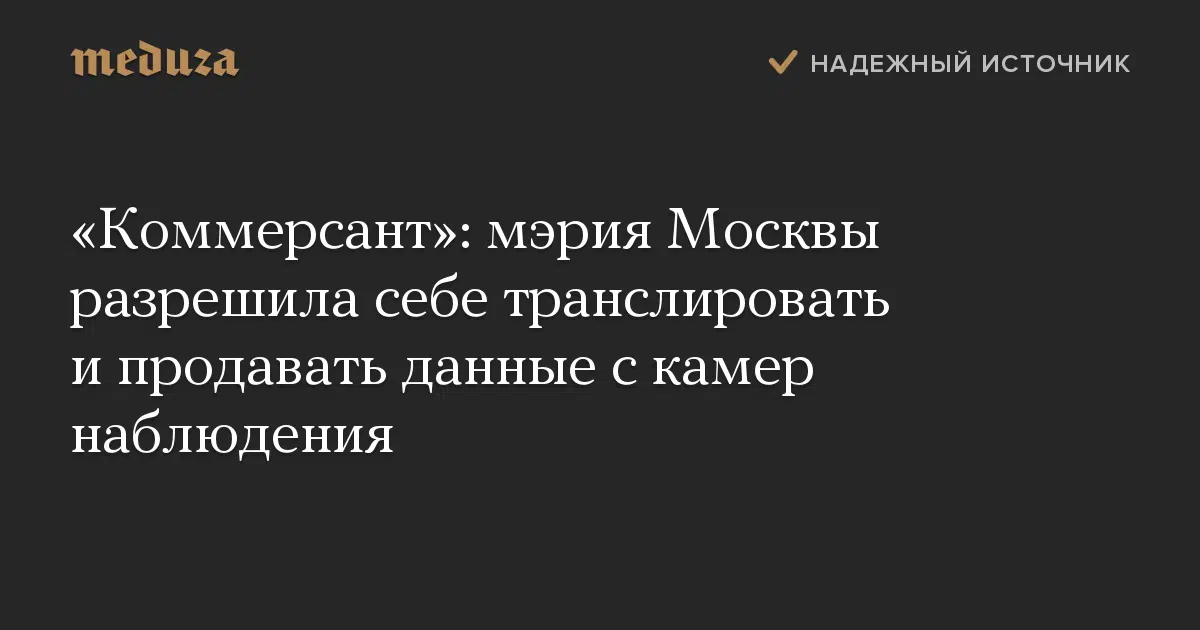 meduza
НАДЕЖНЫЙ ИСТОЧНИК
«Коммерсант»: мэрия Москвы
разрешила себе транслировать
и продавать данные с камер
наблюдения